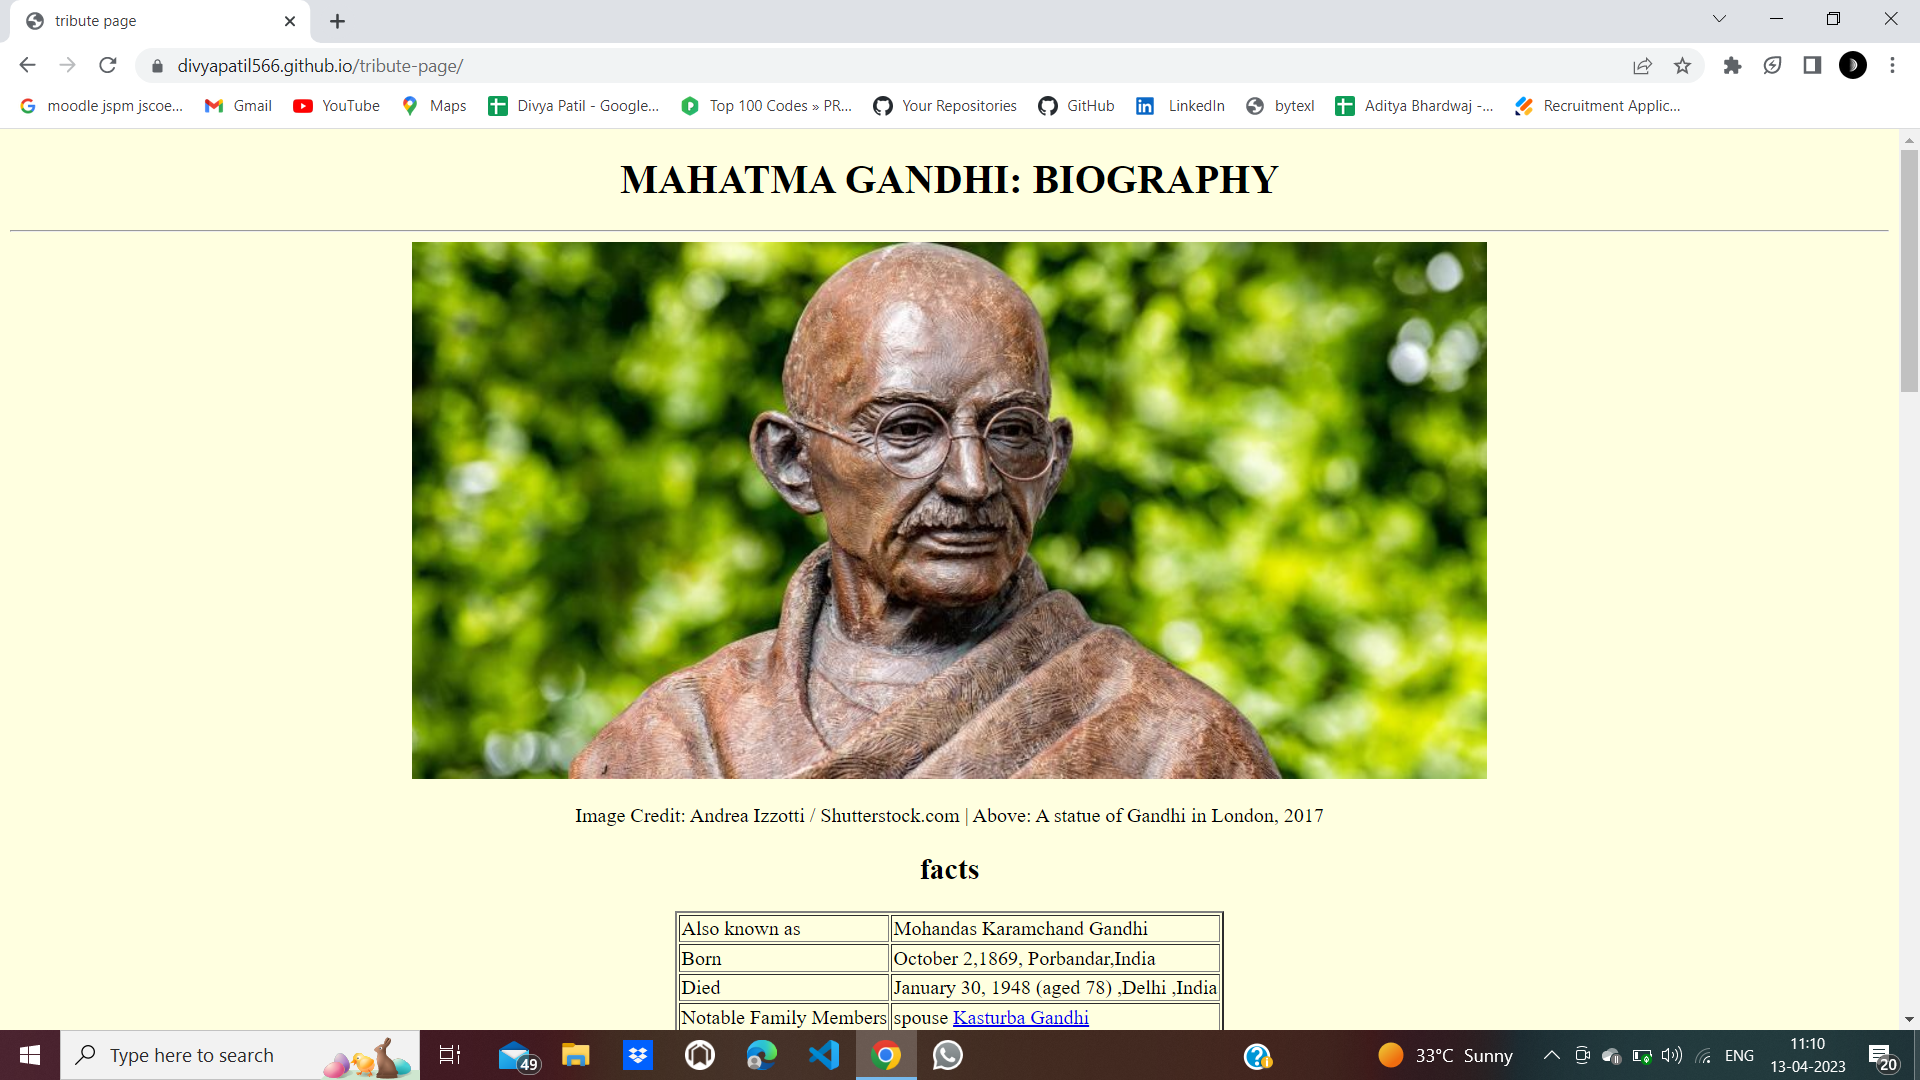 tribute page
divyapatil566.github.io/tribute-page/
moodle jspm jscoe... Gmail YouTube Maps Divya Patil - Google... Top 100 Codes » PR... Your Repositories GitHub LinkedIn bytexl Aditya Bhardwaj -... Recruitment Applic...
MAHATMA GANDHI: BIOGRAPHY
Image Credit: Andrea Izzotti / Shutterstock.com | Above: A statue of Gandhi in London, 2017
facts
Also known as Mohandas Karamchand Gandhi
Born October 2,1869, Porbandar,India
Died January 30, 1948 (aged 78) ,Delhi ,India
Notable Family Members spouse Kasturba Gandhi
Type here to search 49 33°C Sunny ENG 11:10
13-04-2023 20